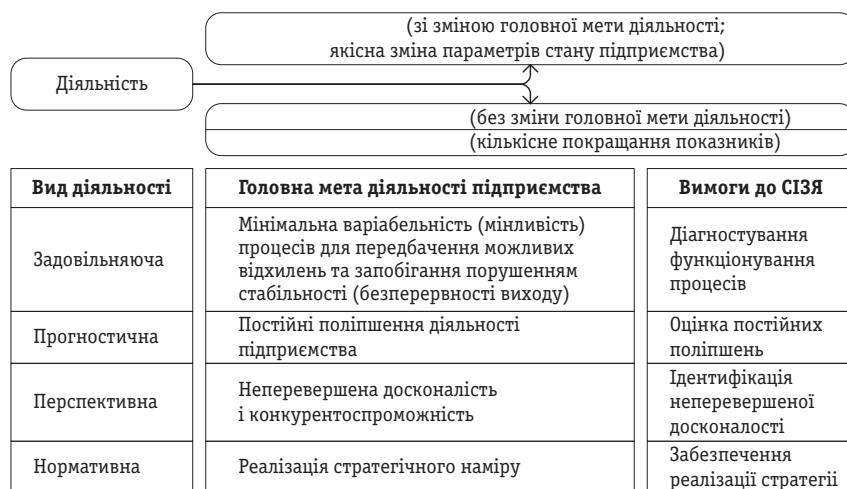 (зі зміною головної мети діяльності;
якісна зміна параметрів стану підприємства)
Діяльність
(без зміни головної мети діяльності)
(кількісне покращання показників)
Вид діяльності
Головна мета діяльності підприємства
Вимоги до СІЗЯ
Задовільняюча
Мінімальна варіабельність (мінливість)
процесів для передбачення можливих
відхилень та запобігання порушенням
стабільності (безперервності виходу)
Діагностування
функціонування
процесів
Прогностична
Постійні поліпшення діяльності
підприємства
Оцінка постійних
поліпшень
Перспективна
Неперевершена досконалість
і конкурентоспроможність
Ідентифікація
неперевершеної
досконалості
Нормативна
Реалізація стратегічного наміру
Забезпечення
реалізації стратегії